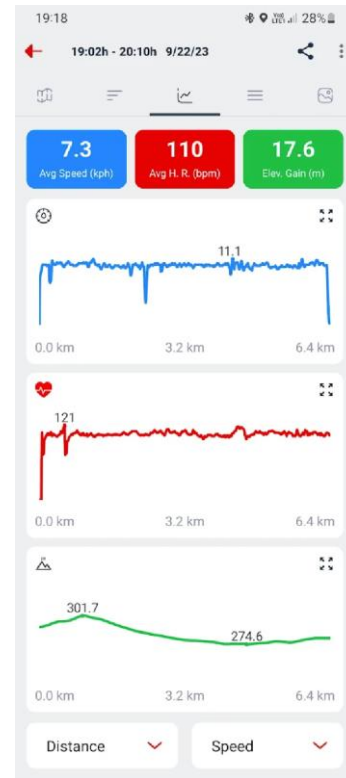 19:18 28%
19:02h - 20:10h 9/22/23
7.3 110 17.6
Avg Speed (kph) Avg H. R. (bpm) Elev. Gain (m)
11.1
0.0 km 3.2 km 6.4 km
121
0.0 km 3.2 km 6.4 km
301.7
274.6
0.0 km 3.2 km 6.4 km
Distance Speed